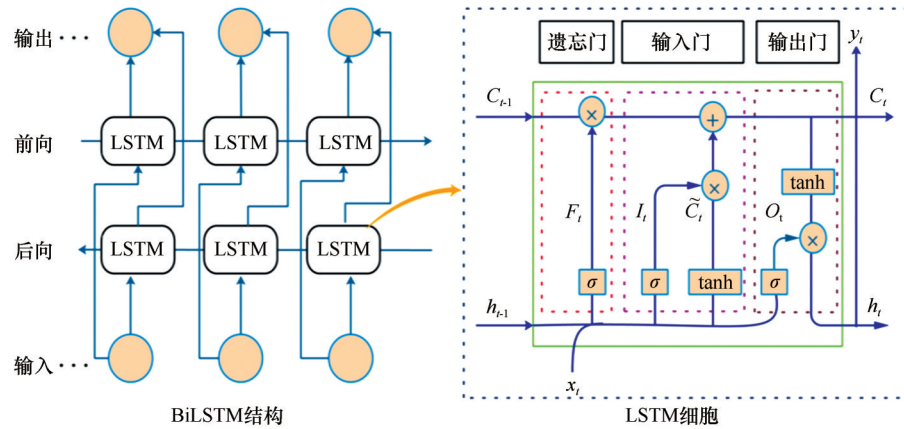 输出···
前向
后向
输入···
LSTM LSTM LSTM
LSTM LSTM LSTM
BiLSTM结构
遗忘门 输入门 输出门
y_t
C_{t-1} × + C_t
tanh
F_t I_t × C̃_t O_t ×
σ σ tanh σ
h_{t-1} h_t
x_t
LSTM细胞